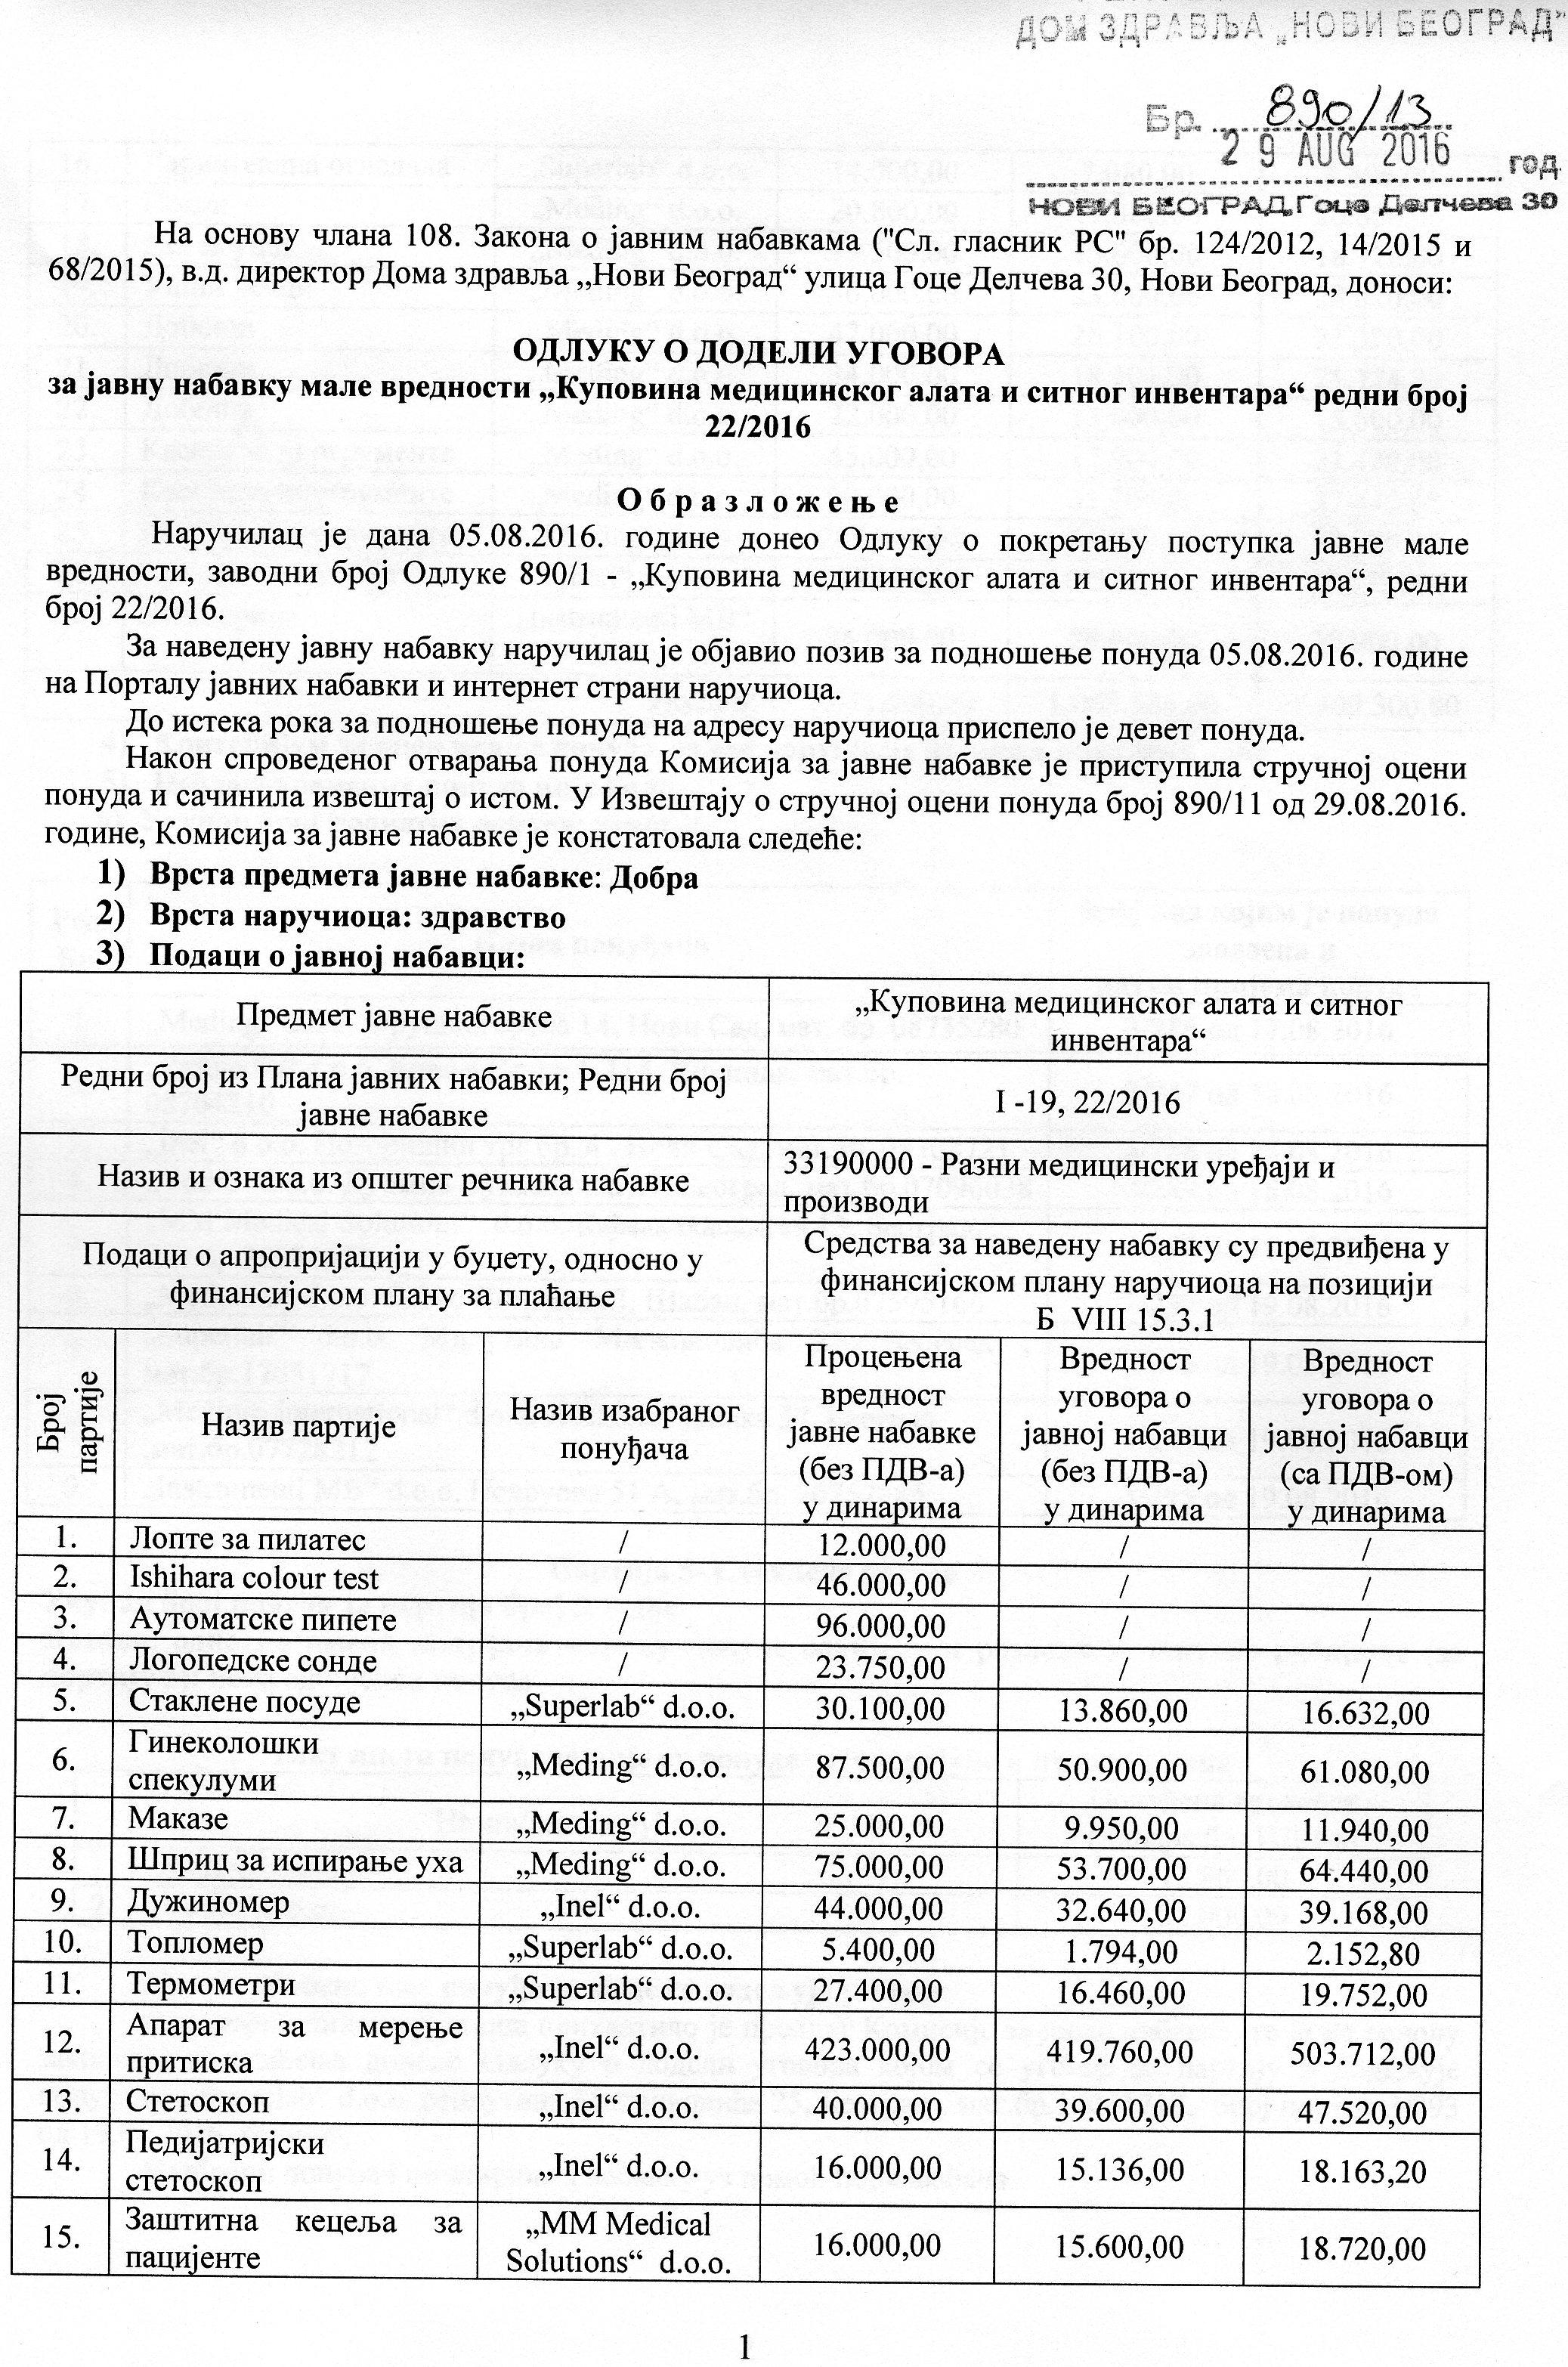 ДОМ ЗДРАВЉА „НОВИ БЕОГРАД"
Бр. 890/13
29 AUG 2016 год.
НОВИ БЕОГРАД, Гоце Делчева 30
На основу члана 108. Закона о јавним набавкама ("Сл. гласник РС" бр. 124/2012, 14/2015 и
68/2015), в.д. директор Дома здравља „Нови Београд“ улица Гоце Делчева 30, Нови Београд, доноси:
ОДЛУКУ О ДОДЕЛИ УГОВОРА
за јавну набавку мале вредности „Куповина медицинског алата и ситног инвентара“ редни број
22/2016
О б р а з л о ж е њ е
Наручилац је дана 05.08.2016. године донео Одлуку о покретању поступка јавне мале
вредности, заводни број Одлуке 890/1 - „Куповина медицинског алата и ситног инвентара“, редни
број 22/2016.
За наведену јавну набавку наручилац је објавио позив за подношење понуда 05.08.2016. године
на Порталу јавних набавки и интернет страни наручиоца.
До истека рока за подношење понуда на адресу наручиоца приспело је девет понуда.
Након спроведеног отварања понуда Комисија за јавне набавке је приступила стручној оцени
понуда и сачинила извештај о истом. У Извештају о стручној оцени понуда број 890/11 од 29.08.2016.
године, Комисија за јавне набавке је констатовала следеће:
1) Врста предмета јавне набавке: Добра
2) Врста наручиоца: здравство
3) Подаци о јавној набавци:
Предмет јавне набавке
„Куповина медицинског алата и ситног
инвентара“
Редни број из Плана јавних набавки; Редни број
јавне набавке
I -19, 22/2016
Назив и ознака из општег речника набавке
33190000 - Разни медицински уређаји и
производи
Подаци о апропријацији у буџету, односно у
финансијском плану за плаћање
Средства за наведену набавку су предвиђена у
финансијском плану наручиоца на позицији
Б VIII 15.3.1
Број
партије
Назив партије
Назив изабраног
понуђача
Процењена
вредност
јавне набавке
(без ПДВ-а)
у динарима
Вредност
уговора о
јавној набавци
(без ПДВ-а)
у динарима
Вредност
уговора о
јавној набавци
(са ПДВ-ом)
у динарима
1. Лопте за пилатес / 12.000,00 / /
2. Ishihara colour test / 46.000,00 / /
3. Аутоматске пипете / 96.000,00 / /
4. Логопедске сонде / 23.750,00 / /
5. Стаклене посуде „Superlab“ d.o.o. 30.100,00 13.860,00 16.632,00
6. Гинеколошки
спекулуми „Meding“ d.o.o. 87.500,00 50.900,00 61.080,00
7. Маказе „Meding“ d.o.o. 25.000,00 9.950,00 11.940,00
8. Шприц за испирање уха „Meding“ d.o.o. 75.000,00 53.700,00 64.440,00
9. Дужиномер „Inel“ d.o.o. 44.000,00 32.640,00 39.168,00
10. Топломер „Superlab“ d.o.o. 5.400,00 1.794,00 2.152,80
11. Термометри „Superlab“ d.o.o. 27.400,00 16.460,00 19.752,00
12. Апарат за мерење
притиска „Inel“ d.o.o. 423.000,00 419.760,00 503.712,00
13. Стетоскоп „Inel“ d.o.o. 40.000,00 39.600,00 47.520,00
14. Педијатријски
стетоскоп „Inel“ d.o.o. 16.000,00 15.136,00 18.163,20
15. Заштитна кецеља за
пацијенте „MM Medical
Solutions“ d.o.o. 16.000,00 15.600,00 18.720,00
1